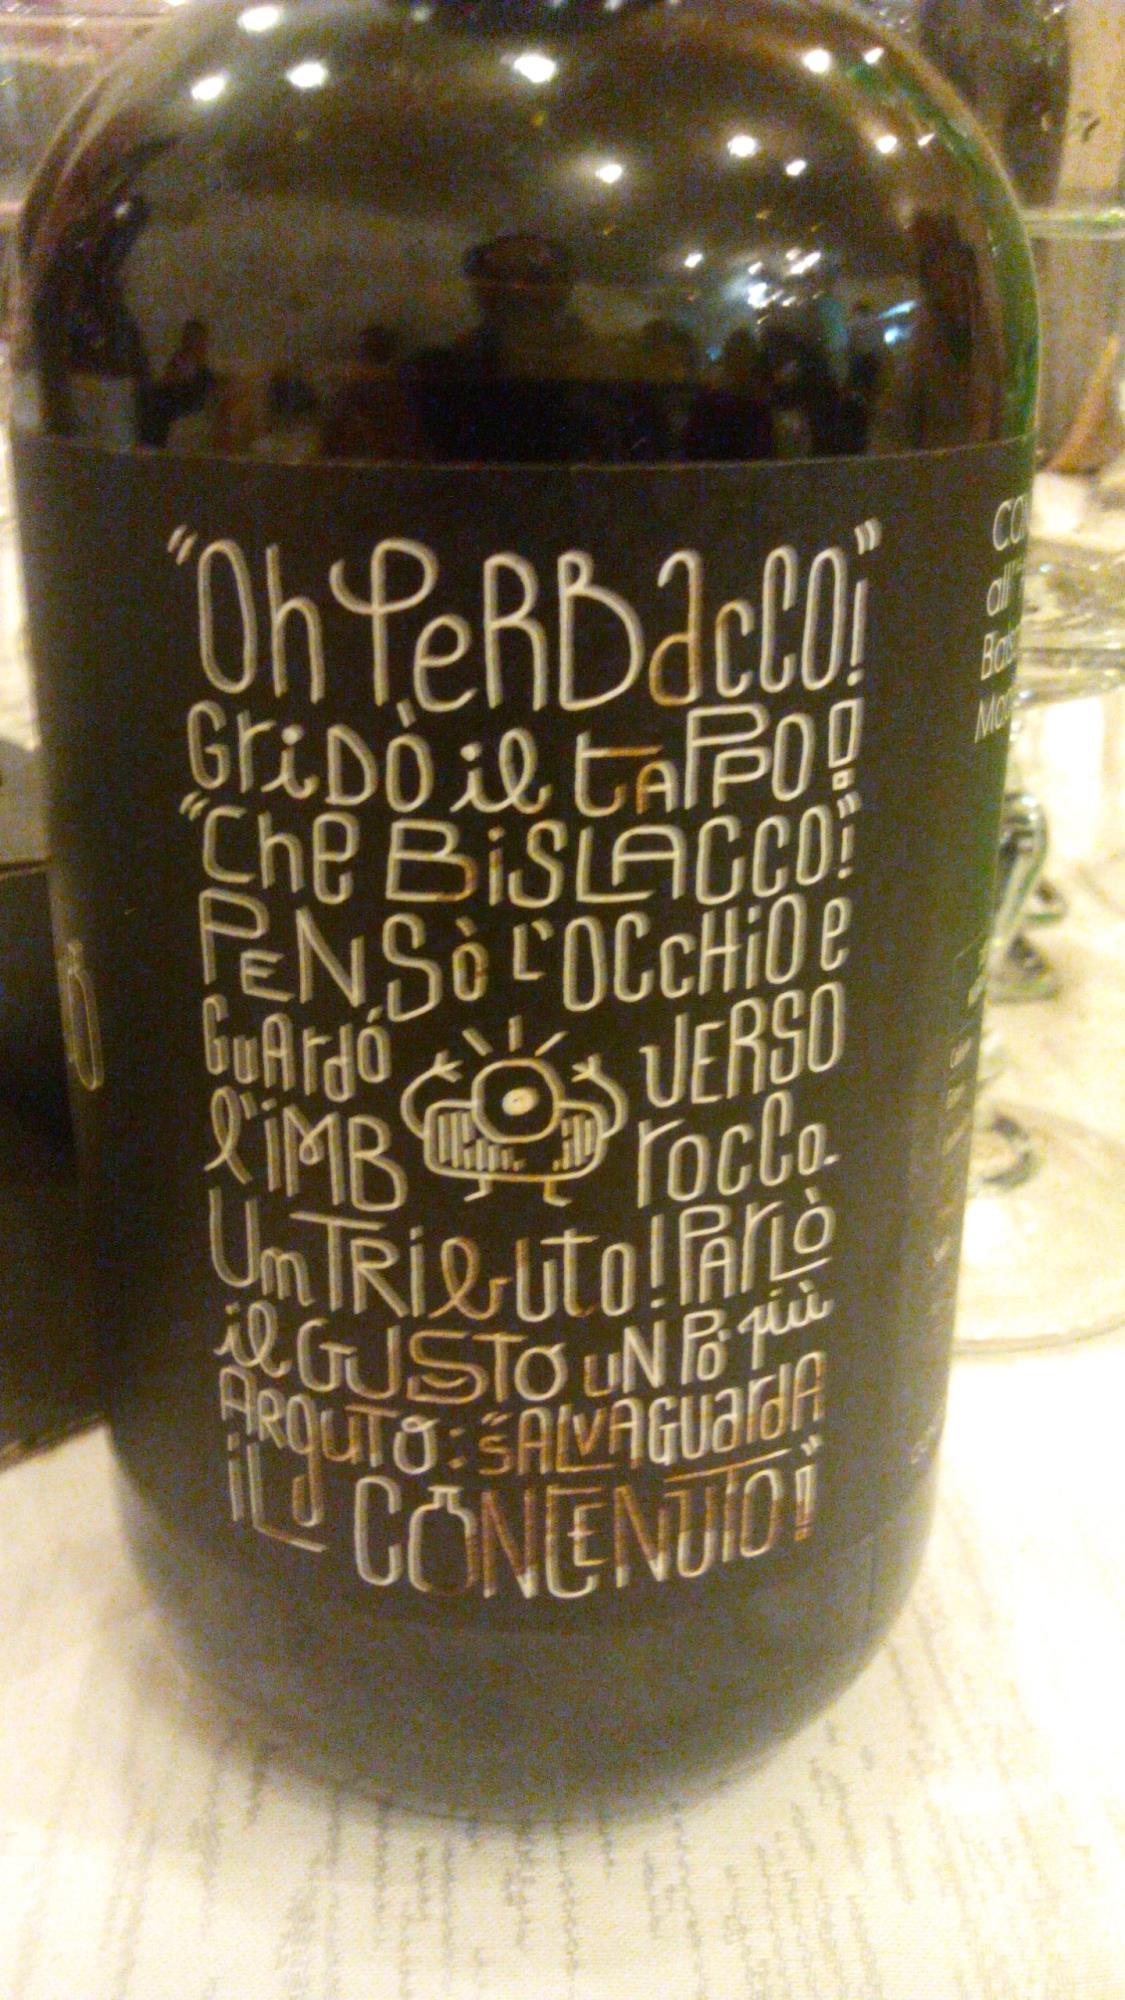 "Oh PeRBacCO!"
GriDÒ il tAPPO!
"Che BiSLACCO!"
PENSò L'OCcHiO e
GuArdò VERSO
l'iMB rocCo.
Un TRibuto! PArlò
il GUSTO uN Pò più
ARGUTO: "SALVAGUardA
iL CONTENUTO!"